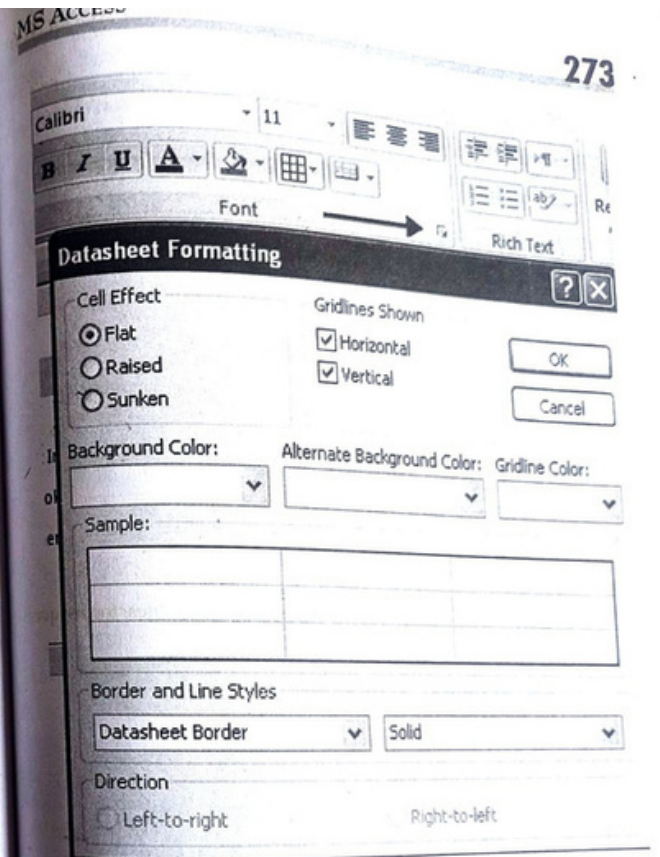 MS ACCESS
273
Calibri 11
B I U A
Font
Rich Text
Re
Datasheet Formatting
Cell Effect
Flat
Raised
Sunken
Gridlines Shown
Horizontal
Vertical
OK
Cancel
Background Color: Alternate Background Color: Gridline Color:
Sample:
Border and Line Styles
Datasheet Border Solid
Direction
Left-to-right Right-to-left